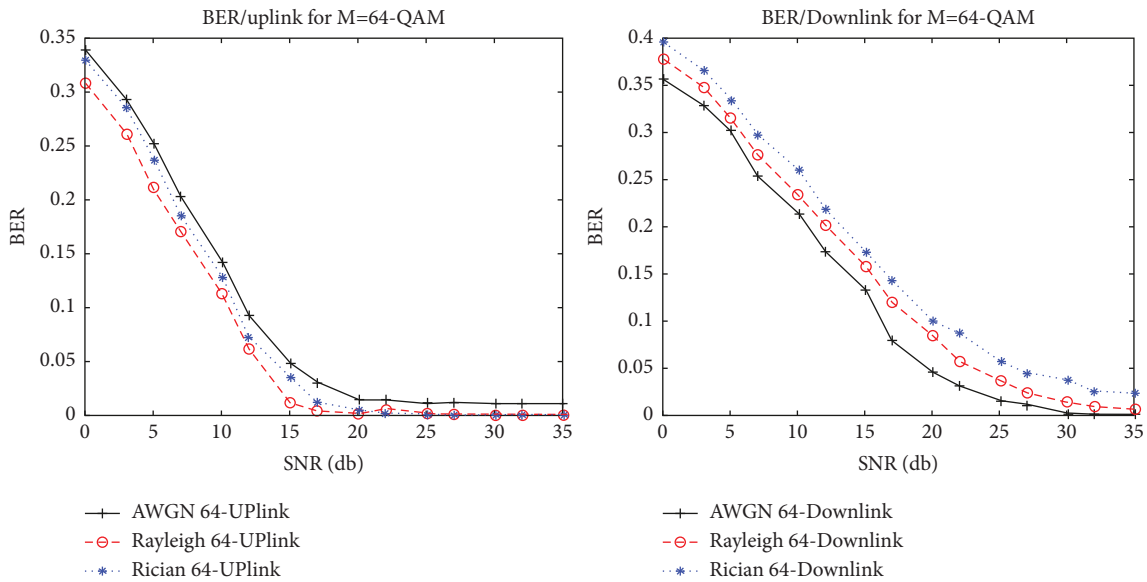 BER/uplink for M=64-QAM
0.35
0.3
0.25
0.2
0.15
0.1
0.05
0
BER
0 5 10 15 20 25 30 35
SNR (db)
AWGN 64-UPlink
Rayleigh 64-UPlink
Rician 64-UPlink
BER/Downlink for M=64-QAM
0.4
0.35
0.3
0.25
0.2
0.15
0.1
0.05
0
BER
0 5 10 15 20 25 30 35
SNR (db)
AWGN 64-Downlink
Rayleigh 64-Downlink
Rician 64-Downlink